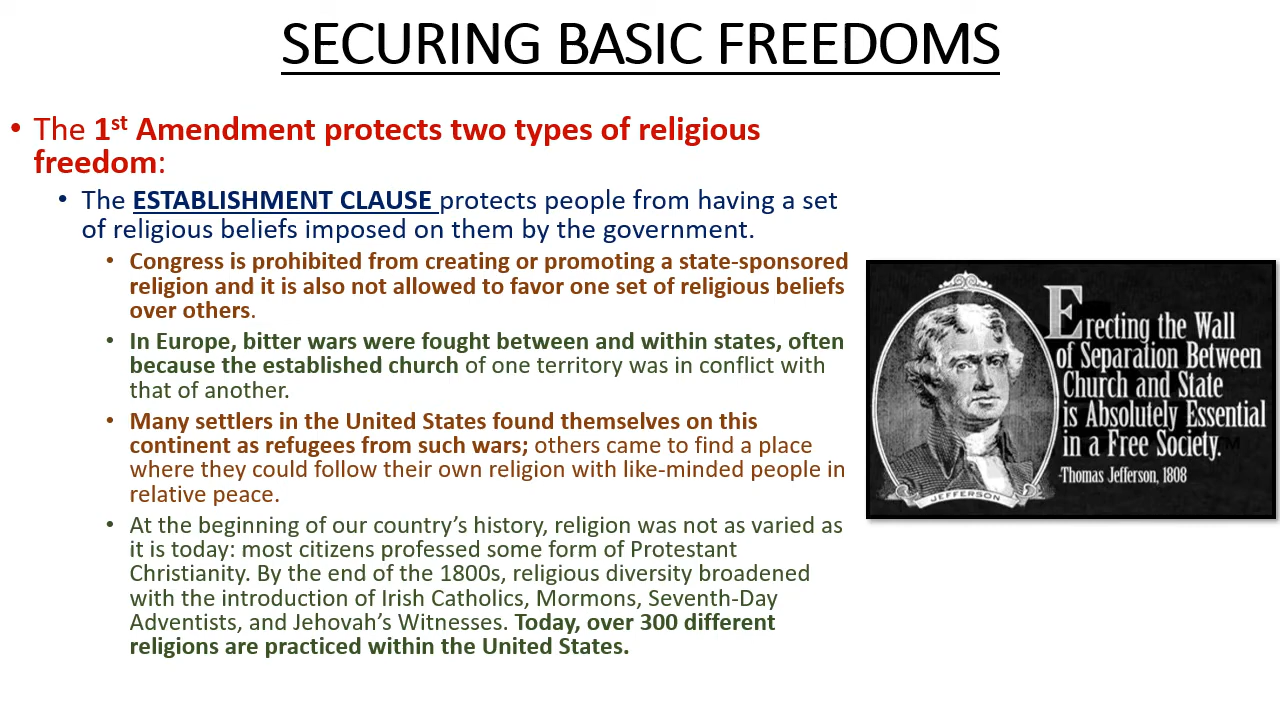 SECURING BASIC FREEDOMS
• The 1st Amendment protects two types of religious
freedom:
• The ESTABLISHMENT CLAUSE protects people from having a set
of religious beliefs imposed on them by the government.
• Congress is prohibited from creating or promoting a state-sponsored
religion and it is also not allowed to favor one set of religious beliefs
over others.
• In Europe, bitter wars were fought between and within states, often
because the established church of one territory was in conflict with
that of another.
• Many settlers in the United States found themselves on this
continent as refugees from such wars; others came to find a place
where they could follow their own religion with like-minded people in
relative peace.
• At the beginning of our country's history, religion was not as varied as
it is today: most citizens professed some form of Protestant
Christianity. By the end of the 1800s, religious diversity broadened
with the introduction of Irish Catholics, Mormons, Seventh-Day
Adventists, and Jehovah's Witnesses. Today, over 300 different
religions are practiced within the United States.
Erecting the Wall
of Separation Between
Church and State
is Absolutely Essential
in a Free Society.™
-Thomas Jefferson, 1808
JEFFERSON